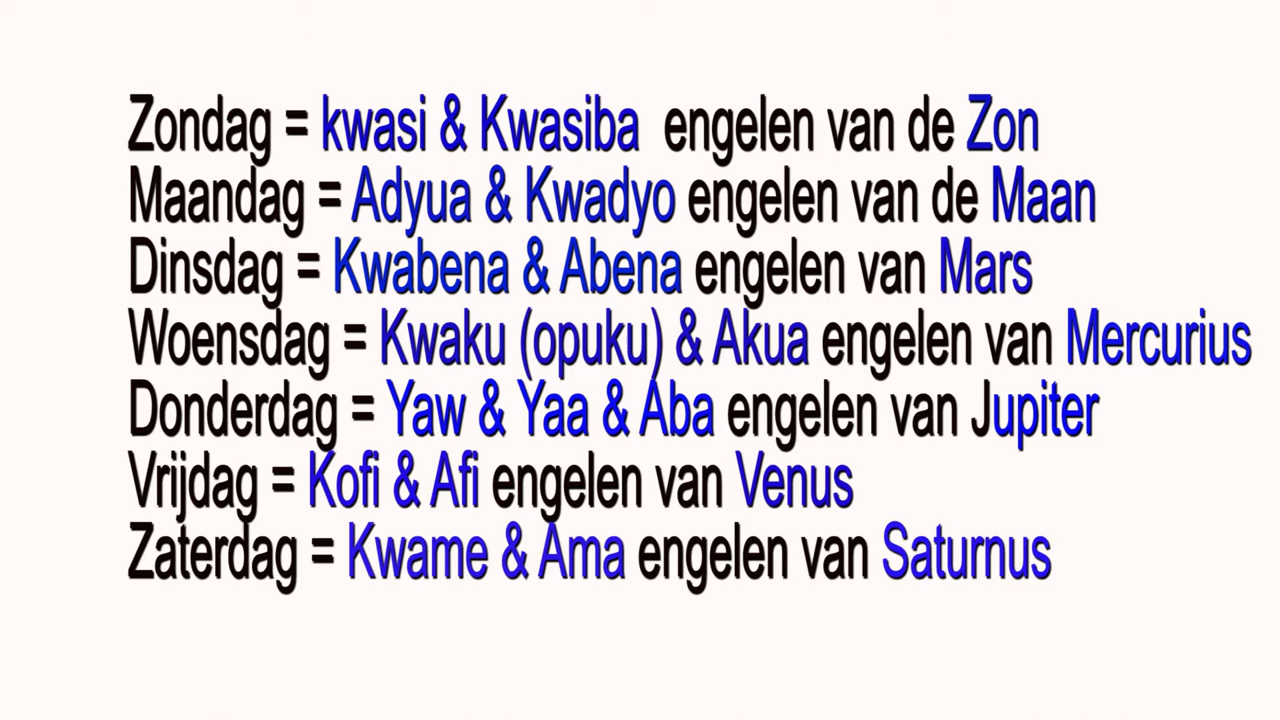 Zondag = kwasi & Kwasiba engelen van de Zon
Maandag = Adyua & Kwadyo engelen van de Maan
Dinsdag = Kwabena & Abena engelen van Mars
Woensdag = Kwaku (opuku) & Akua engelen van Mercurius
Donderdag = Yaw & Yaa & Aba engelen van Jupiter
Vrijdag = Kofi & Afi engelen van Venus
Zaterdag = Kwame & Ama engelen van Saturnus